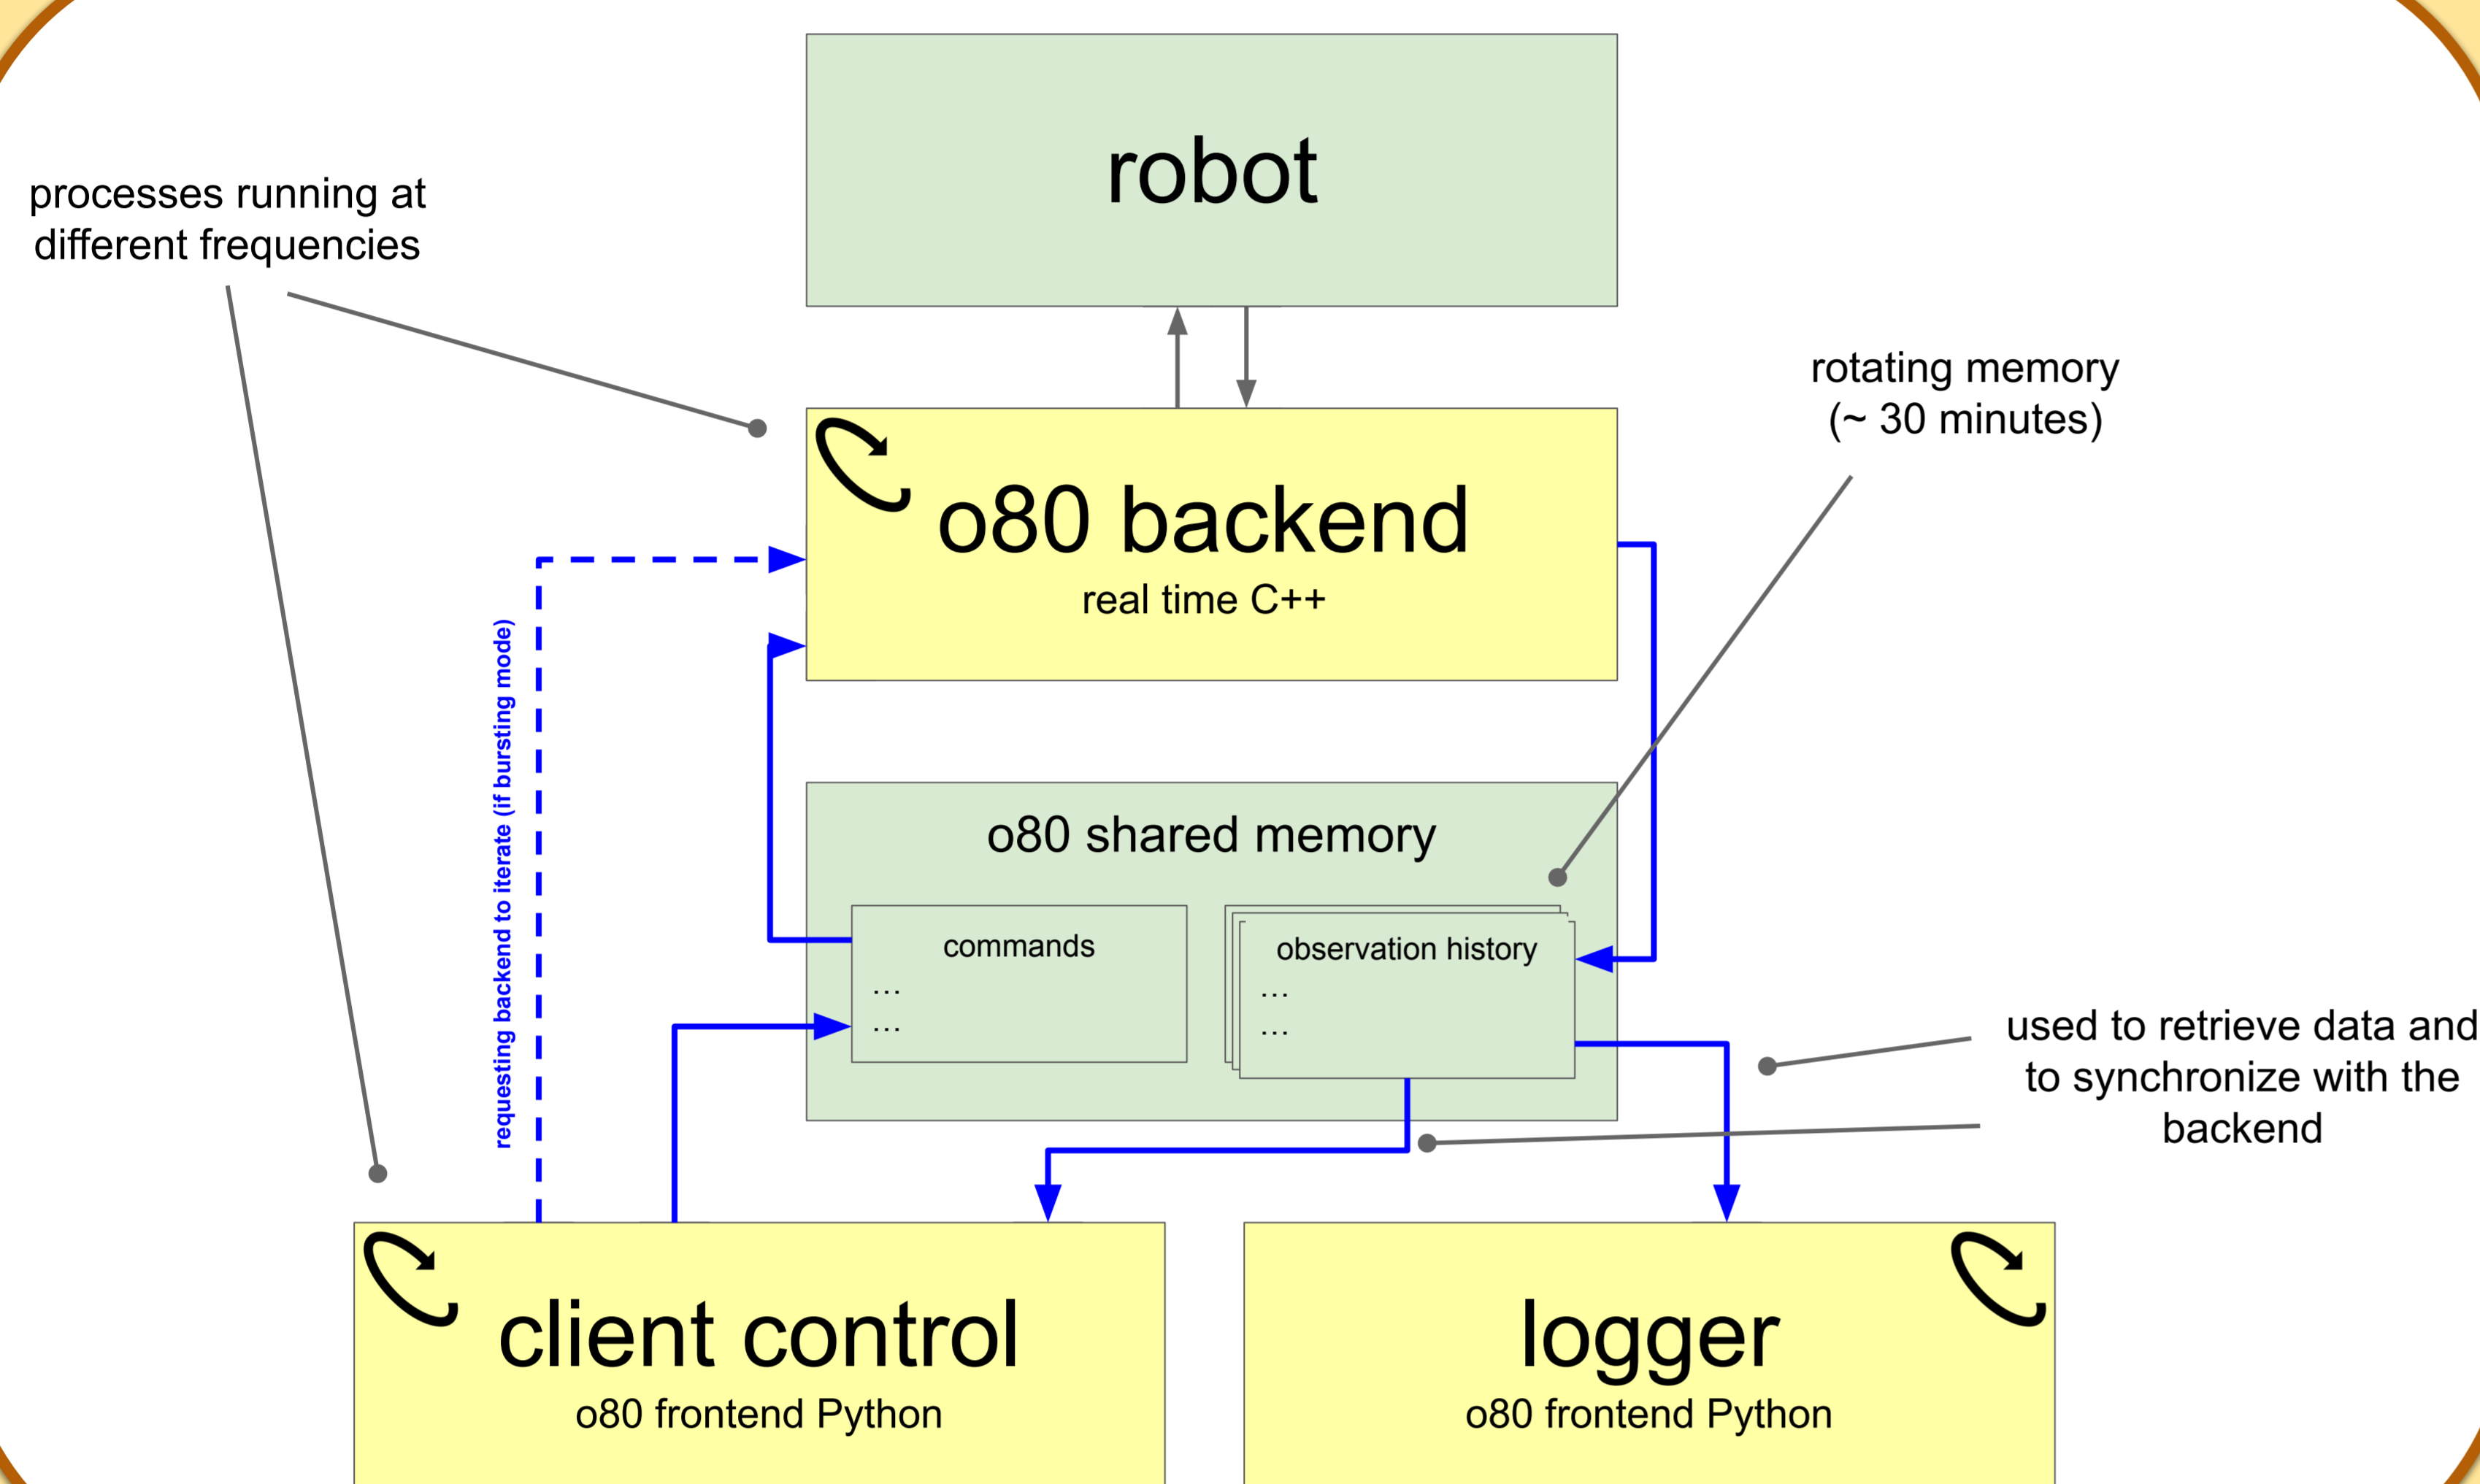 robot
processes running at
different frequencies
rotating memory
(~ 30 minutes)
o80 backend
real time C++
requesting backend to iterate (if bursting mode)
o80 shared memory
commands
...
...
observation history
...
...
used to retrieve data and
to synchronize with the
backend
client control
o80 frontend Python
logger
o80 frontend Python